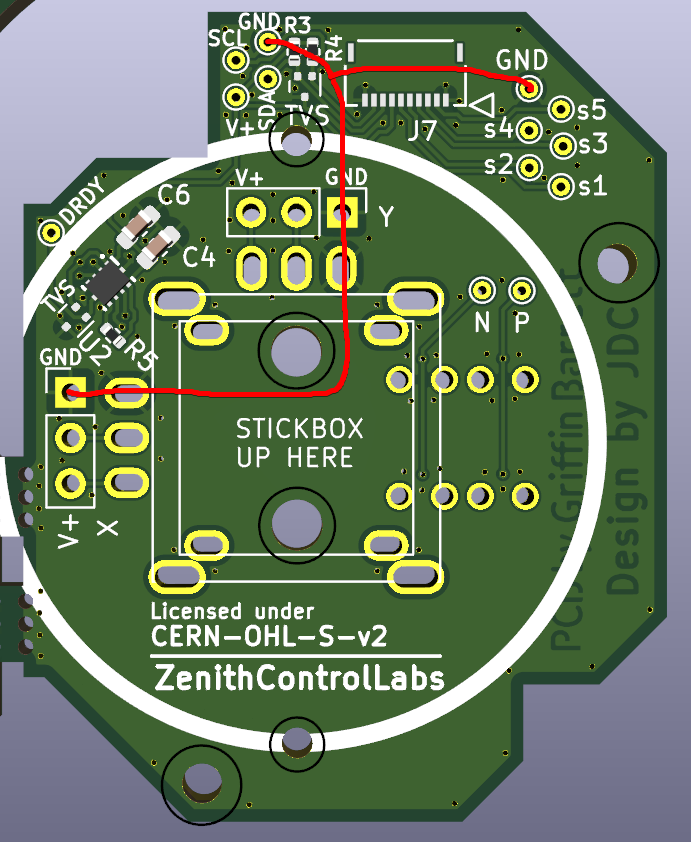 GND R3
SCL
R4
GND
SDA
TVS
V+
J7
s5
s4
s3
s2
s1
V+
GND
Y
DRDY
C6
C4
TVS
U2
R5
GND
N P
STICKBOX
UP HERE
V+
X
PCB by Griffin Barnette
Design by JDC
Licensed under
CERN-OHL-S-v2
ZenithControlLabs